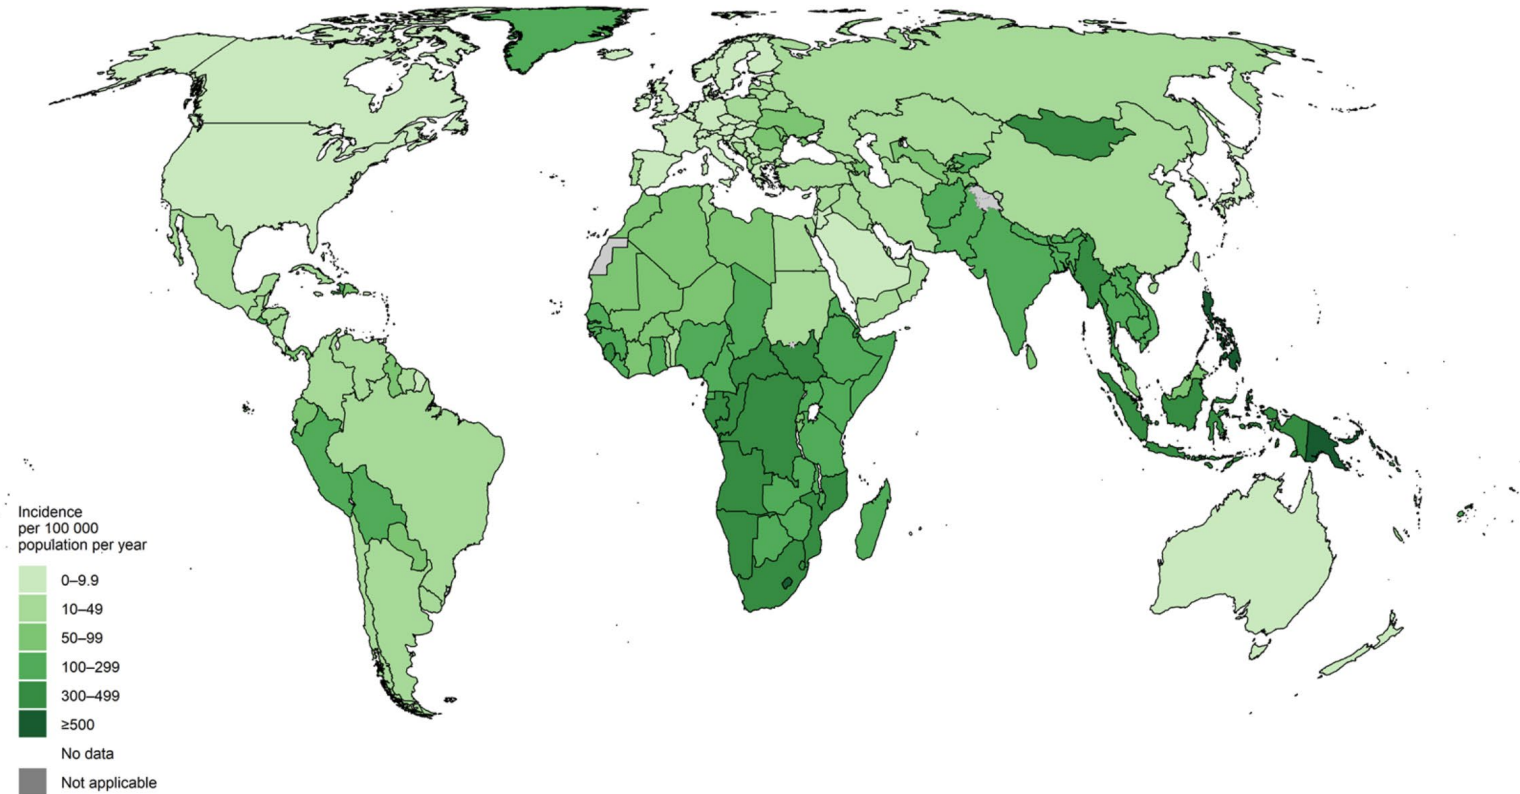 Incidence
per 100 000
population per year
0–9.9
10–49
50–99
100–299
300–499
≥500
No data
Not applicable